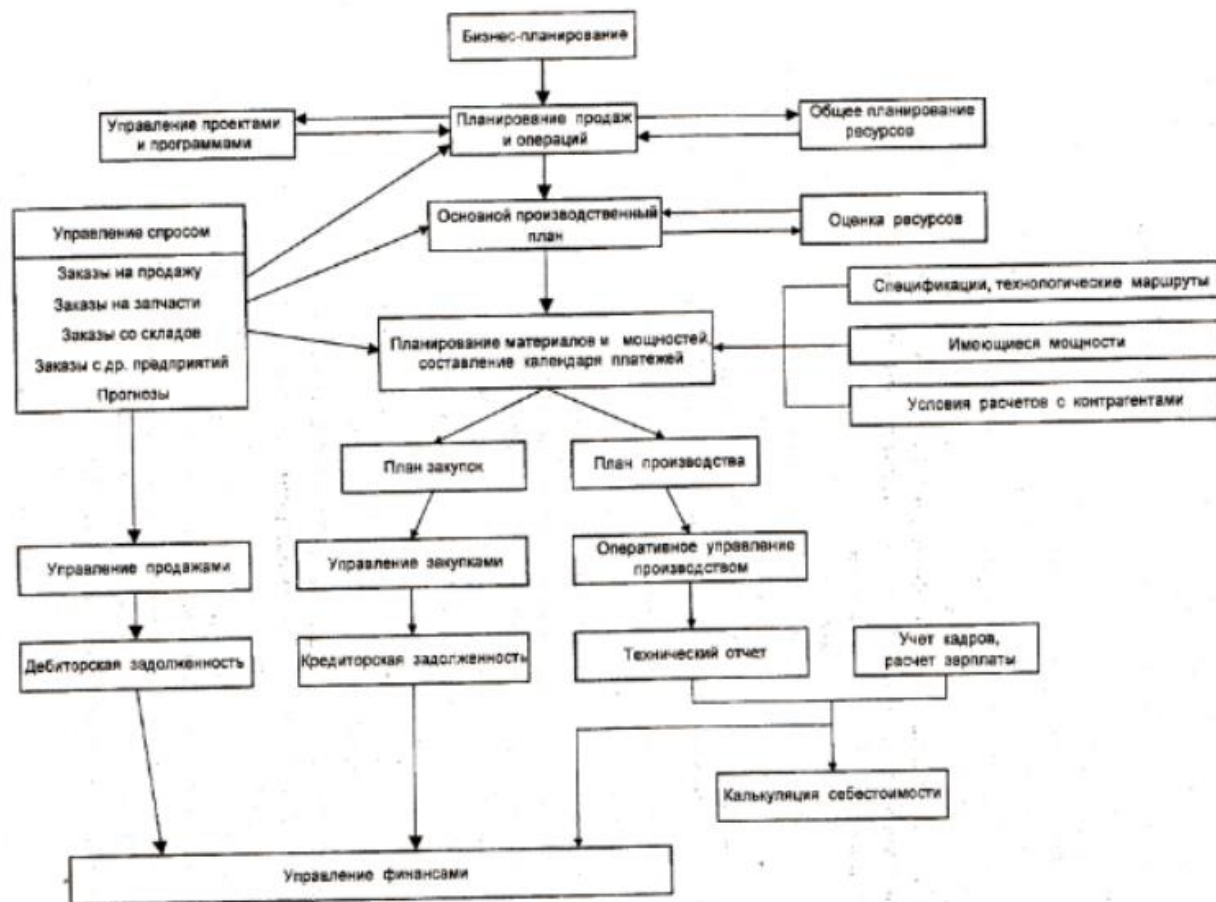 Бизнес-планирование
Управление проектами
и программами
Планирование продаж
и операций
Общее планирование
ресурсов
Управление спросом
Заказы на продажу
Заказы на запчасти
Заказы со складов
Заказы с др. предприятий
Прогнозы
Основной производственный
план
Оценка ресурсов
Планирование материалов и мощностей,
составление календаря платежей
Спецификации, технологические маршруты
Имеющиеся мощности
Условия расчетов с контрагентами
План закупок
План производства
Управление продажами
Управление закупками
Оперативное управление
производством
Дебиторская задолженность
Кредиторская задолженность
Технический отчет
Учет кадров,
расчет зарплаты
Калькуляция себестоимости
Управление финансами